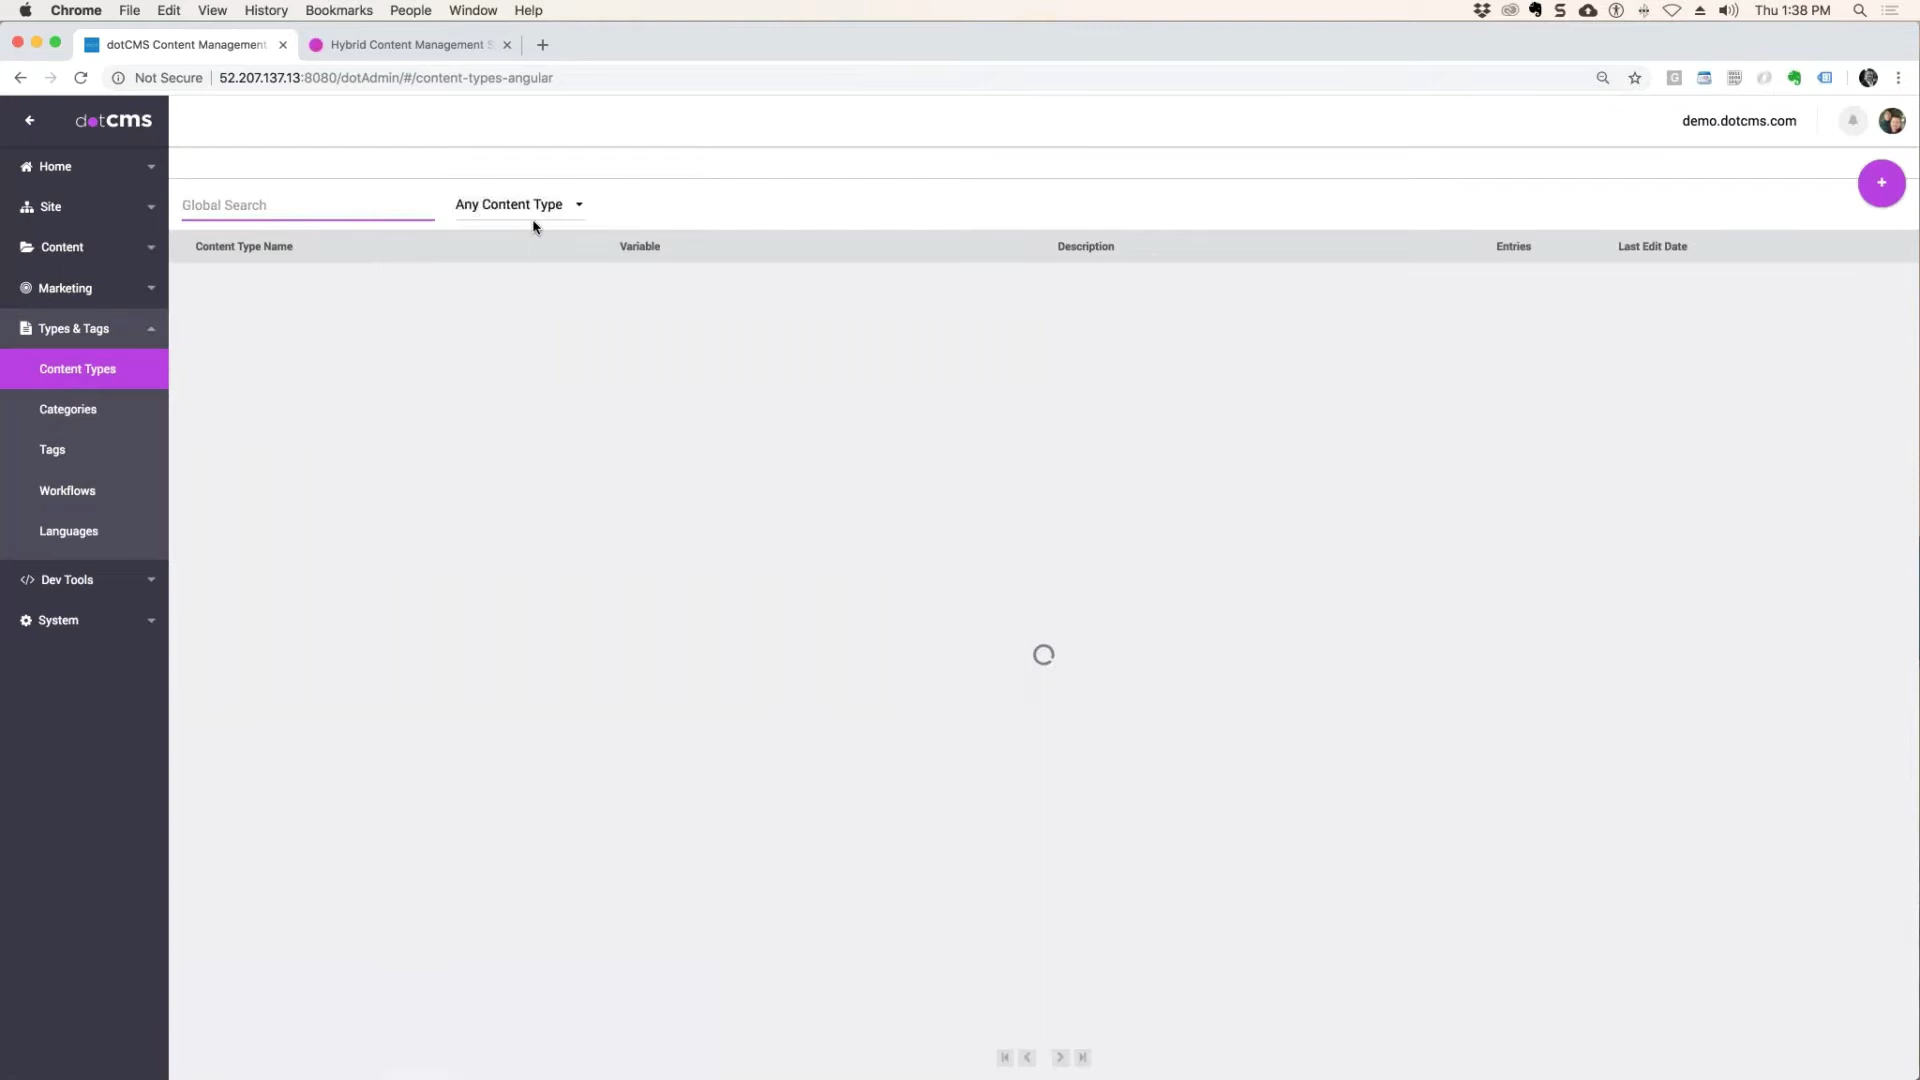 Chrome File Edit View History Bookmarks People Window Help Thu 1:38 PM
dotCMS Content Management Hybrid Content Management
Not Secure 52.207.137.13:8080/dotAdmin/#/content-types-angular
dotcms demo.dotcms.com
Home
Site
Content
Marketing
Types & Tags
Content Types
Categories
Tags
Workflows
Languages
Dev Tools
System
Global Search Any Content Type
+
Content Type Name Variable Description Entries Last Edit Date